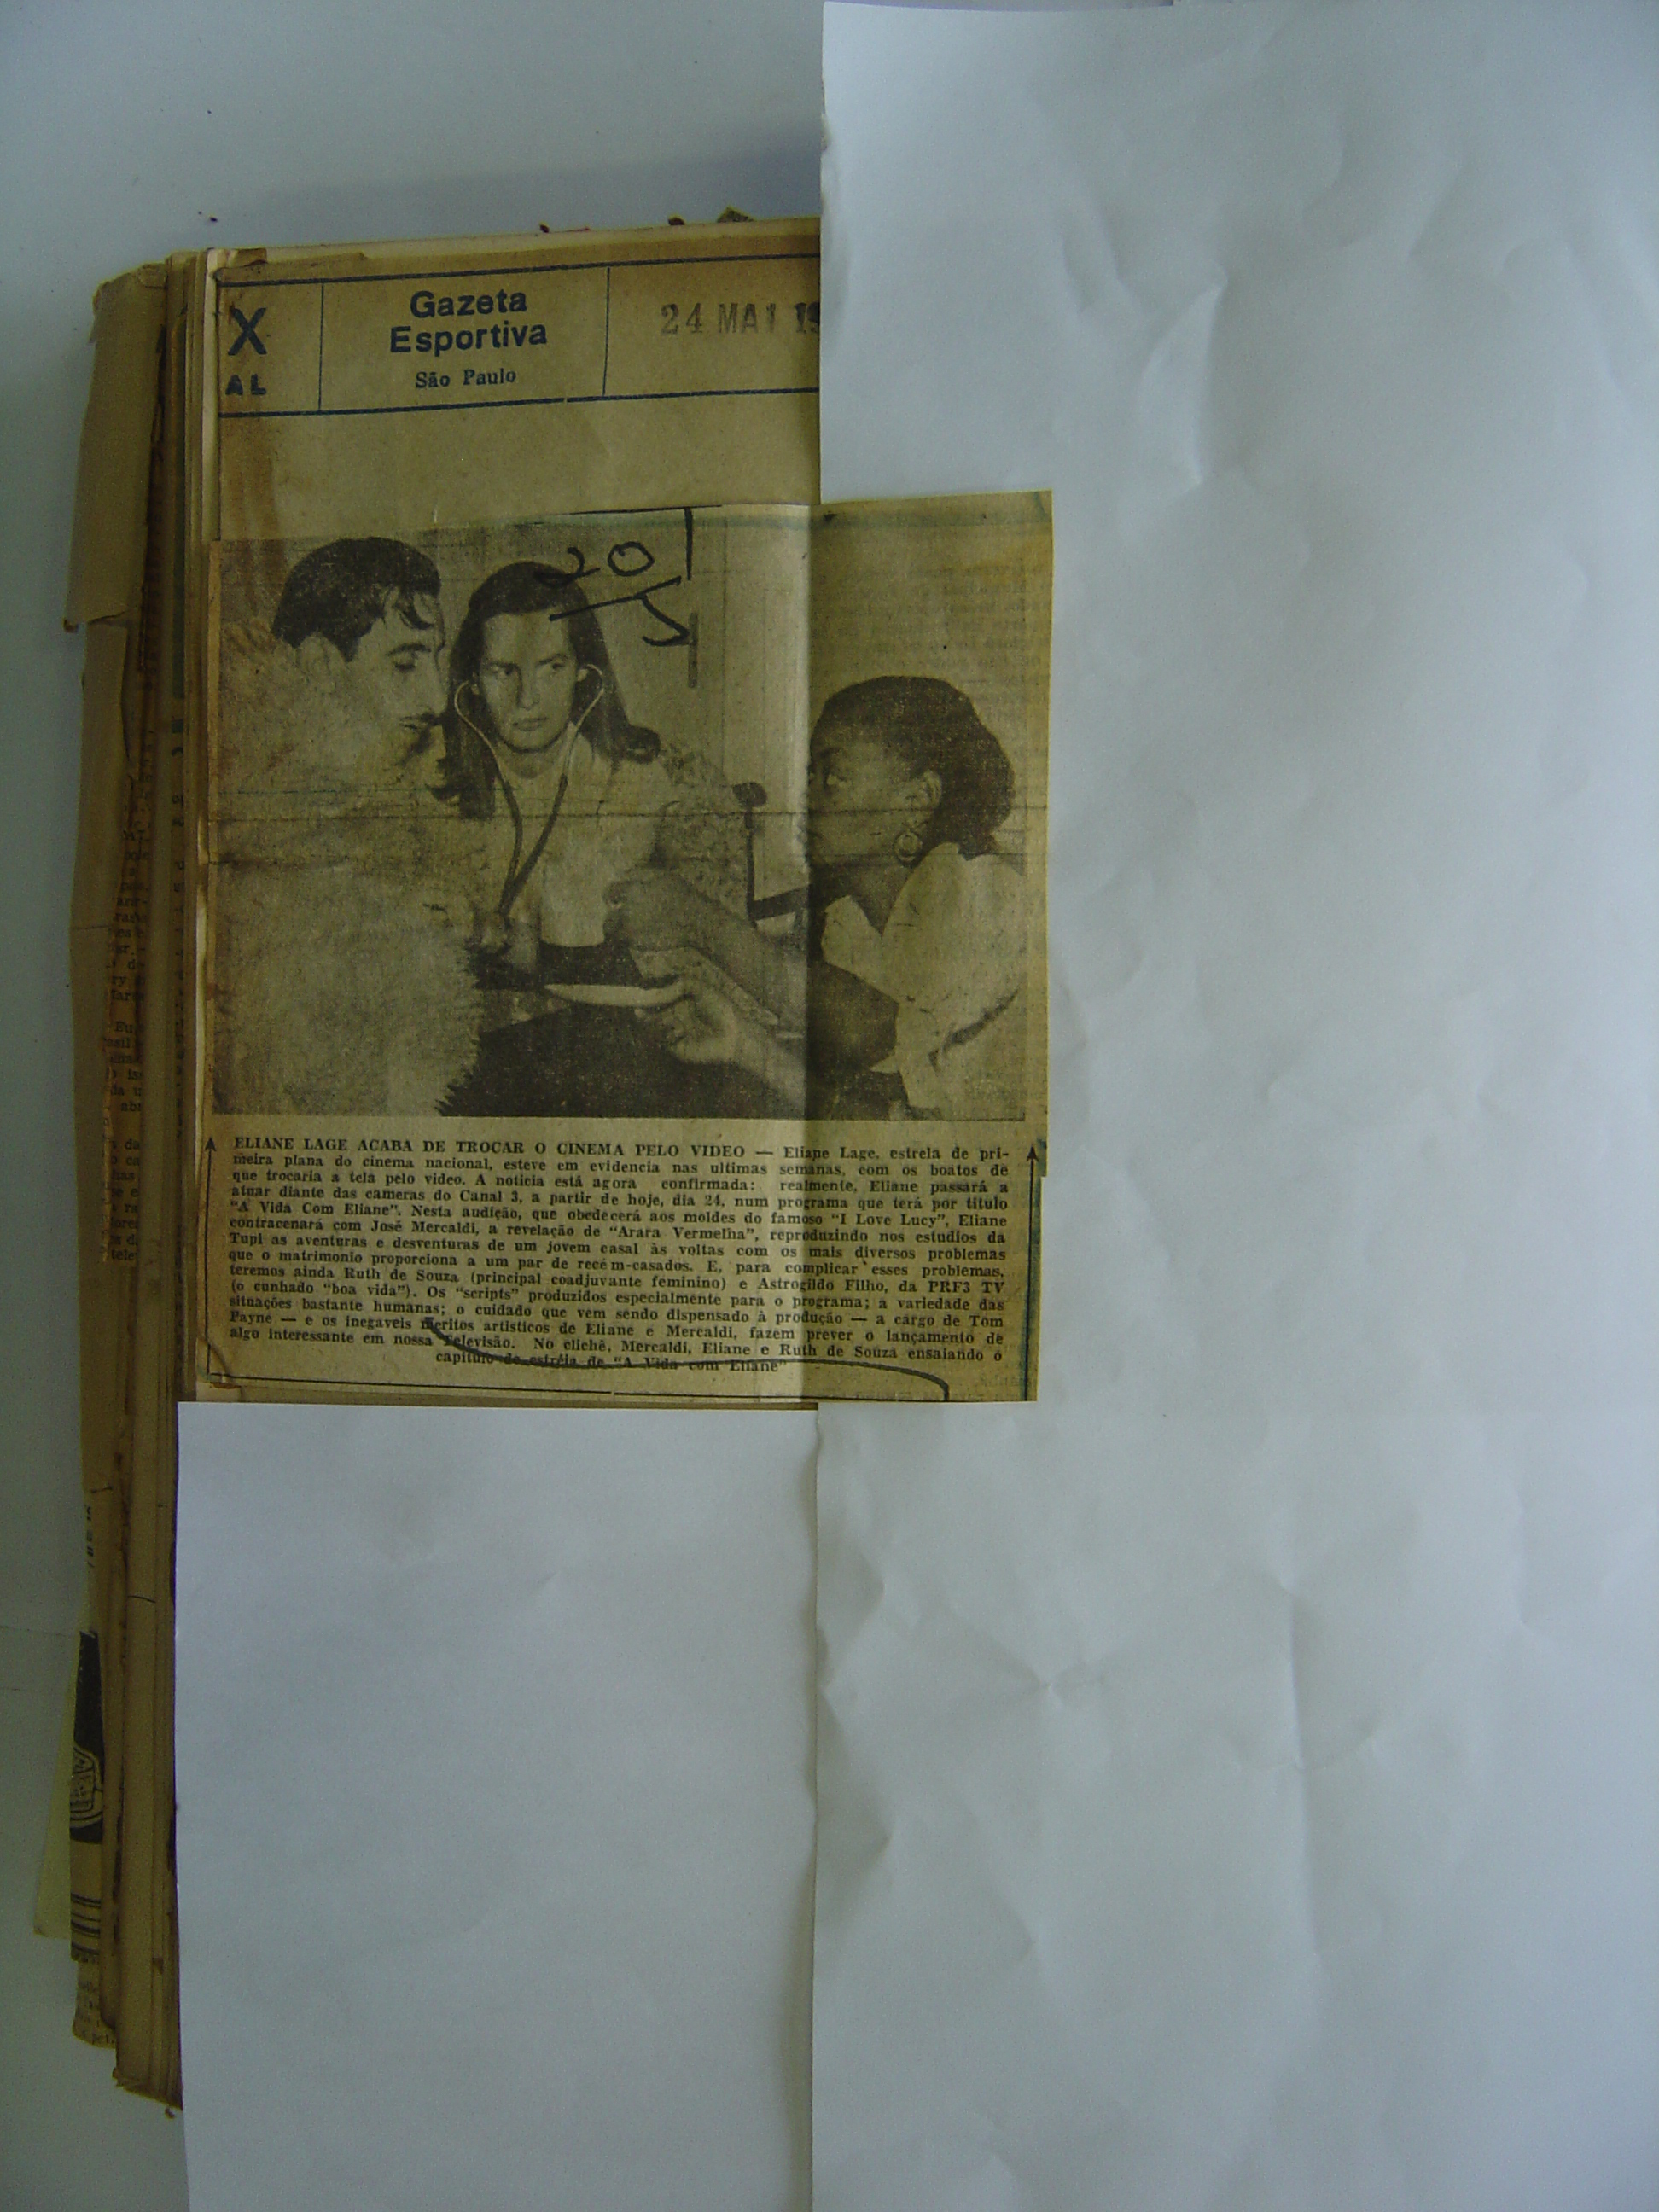 X
AL
Gazeta
Esportiva
São Paulo
24 MAI 19
20
5
ELIANE LAGE ACABA DE TROCAR O CINEMA PELO VIDEO — Eliane Lage, estrela de pri-
meira plana do cinema nacional, esteve em evidencia nas ultimas semanas, com os boatos de
que trocaria a tela pelo video. A noticia está agora confirmada: realmente, Eliane passará a
atuar diante das cameras do Canal 3, a partir de hoje, dia 24, num programa que terá por titulo
"A Vida Com Eliane". Nesta audição, que obedecerá aos moldes do famoso "I Love Lucy", Eliane
contracenará com José Mercaldi, a revelação de "Arara Vermelha", reproduzindo nos estudios da
Tupi as aventuras e desventuras de um jovem casal às voltas com os mais diversos problemas
que o matrimonio proporciona a um par de recém-casados. E, para complicar esses problemas,
teremos ainda Ruth de Souza (principal coadjuvante feminino) e Astrogildo Filho, da PRF3 TV
(o cunhado "boa vida"). Os "scripts" produzidos especialmente para o programa; a variedade das
situações bastante humanas; o cuidado que vem sendo dispensado à produção — a cargo de Tom
Payne — e os inegaveis meritos artisticos de Eliane e Mercaldi, fazem prever o lançamento de
algo interessante em nossa Televisão. No clichê, Mercaldi, Eliane e Ruth de Souza ensaiando o
capitulo de estréia de "A Vida com Eliane"